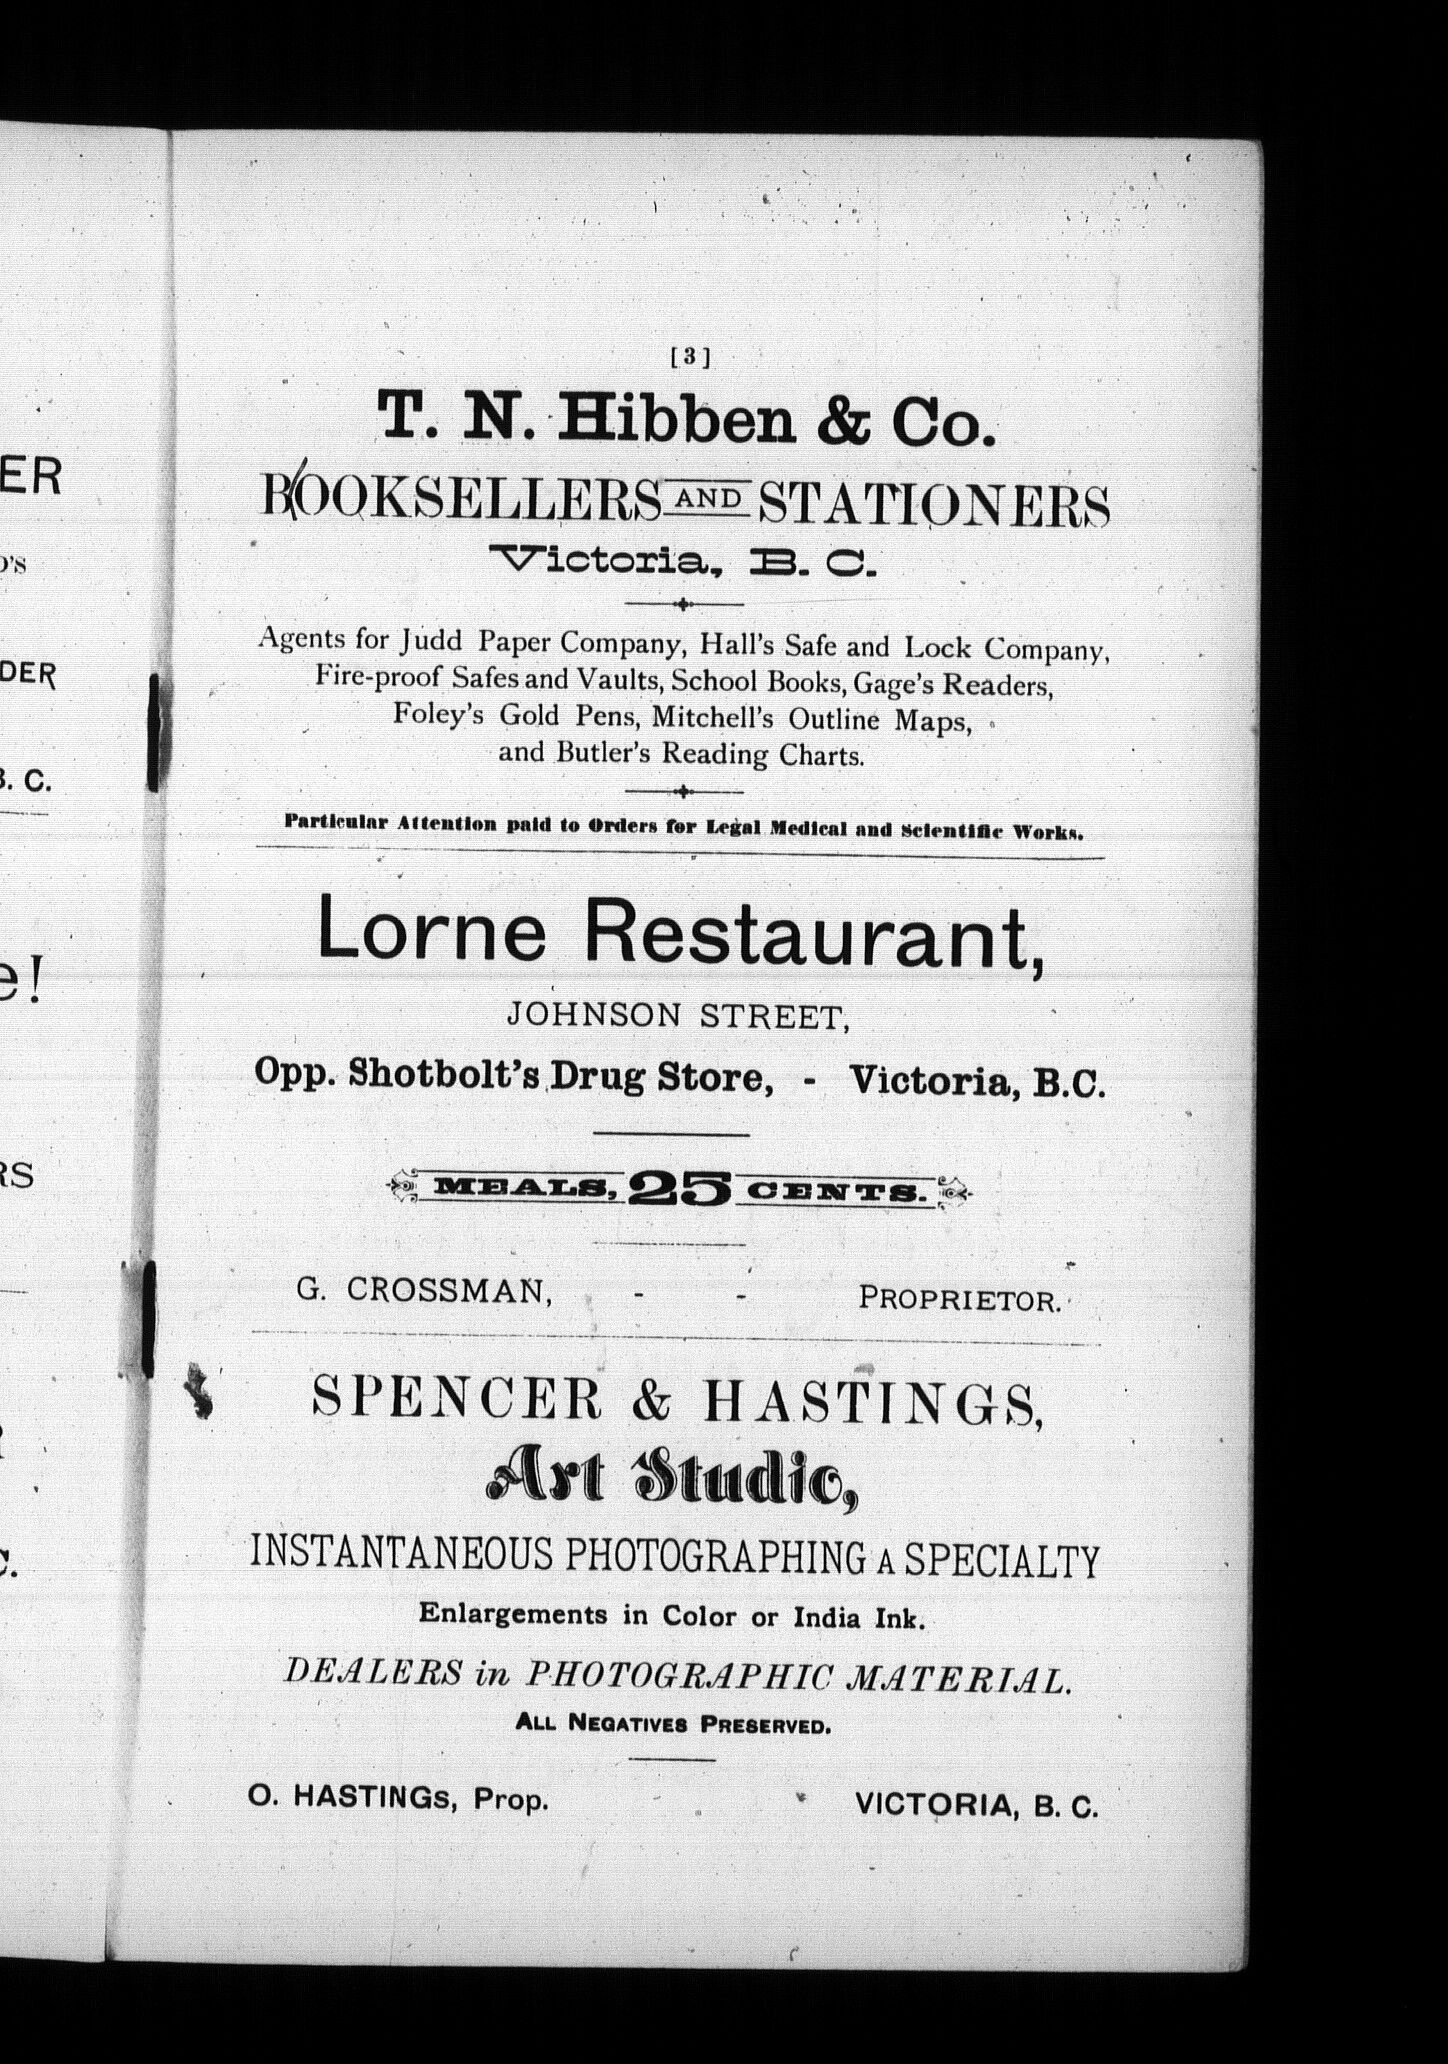 [3]
T. N. Hibben & Co.
BOOKSELLERS AND STATIONERS
Victoria, B. C.
Agents for Judd Paper Company, Hall's Safe and Lock Company,
Fire-proof Safes and Vaults, School Books, Gage's Readers,
Foley's Gold Pens, Mitchell's Outline Maps,
and Butler's Reading Charts.
Particular Attention paid to Orders for Legal Medical and Scientific Works.
Lorne Restaurant,
JOHNSON STREET,
Opp. Shotbolt's Drug Store, - Victoria, B.C.
MEALS, 25 CENTS.
G. CROSSMAN, - - PROPRIETOR.
SPENCER & HASTINGS,
Art Studio,
INSTANTANEOUS PHOTOGRAPHING A SPECIALTY
Enlargements in Color or India Ink.
DEALERS in PHOTOGRAPHIC MATERIAL.
ALL NEGATIVES PRESERVED.
O. HASTINGS, Prop. - VICTORIA, B. C.
ER
O'S
DER
B. C.
e!
RS
C.